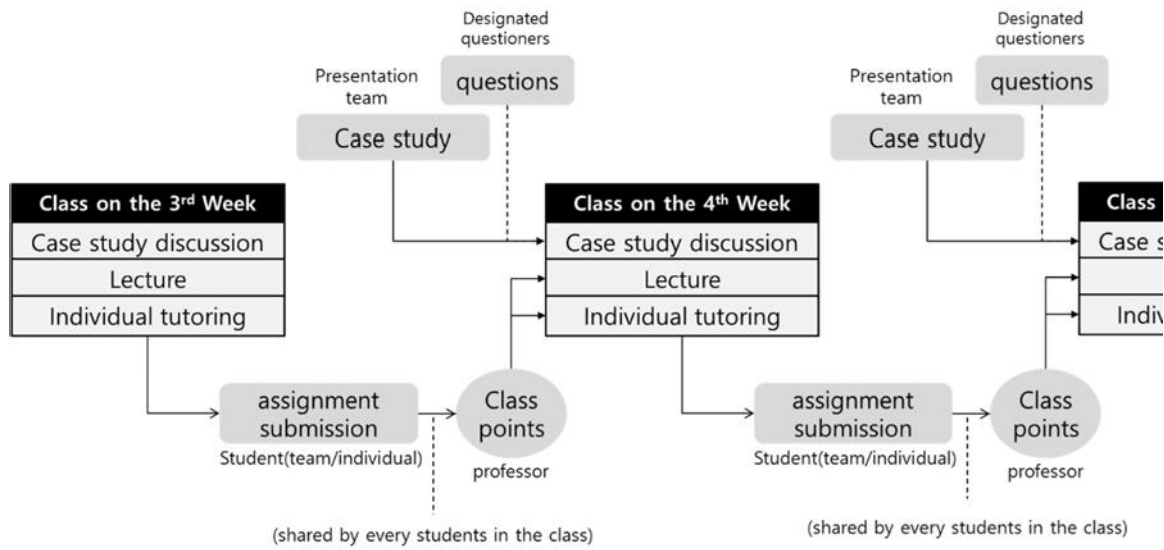 Designated
questioners
questions
Presentation
team
Case study
Class on the 3rd Week
Case study discussion
Lecture
Individual tutoring
assignment
submission
Student(team/individual)
Class
points
professor
(shared by every students in the class)
Designated
questioners
questions
Presentation
team
Case study
Class on the 4th Week
Case study discussion
Lecture
Individual tutoring
assignment
submission
Student(team/individual)
Class
points
professor
(shared by every students in the class)
Class
Case